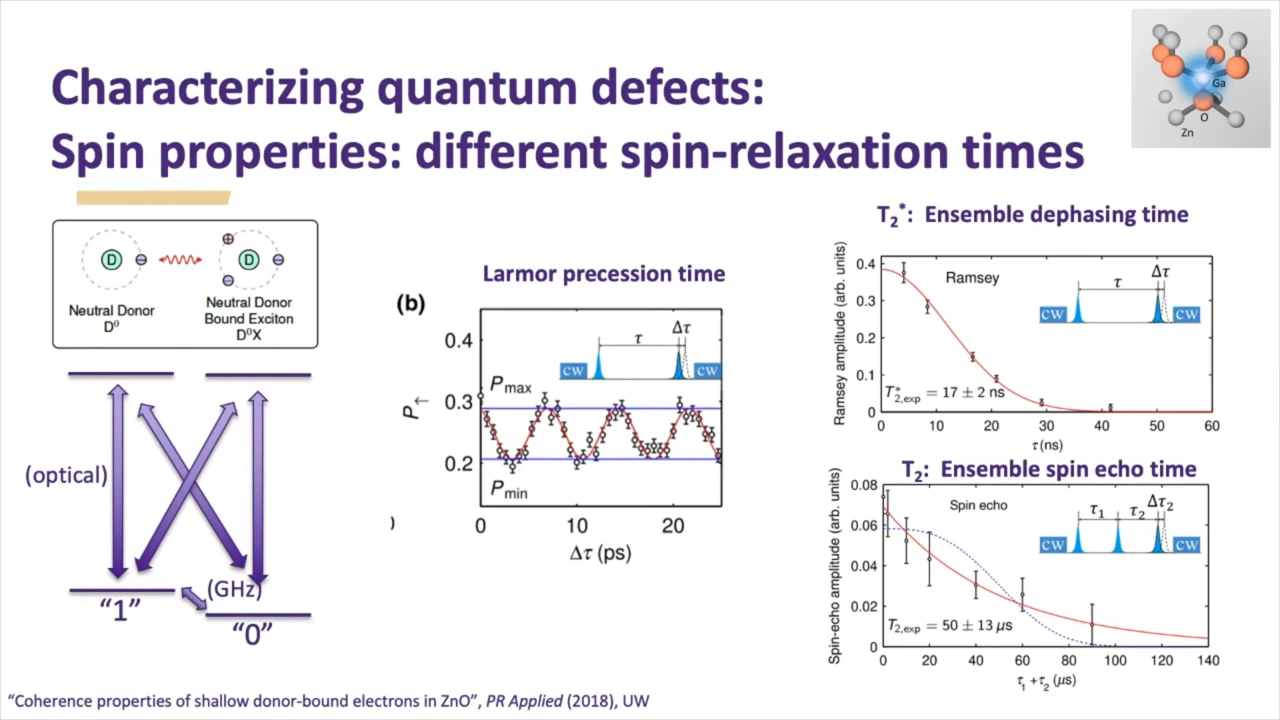 Characterizing quantum defects:
Spin properties: different spin-relaxation times
Ga
O
Zn
D
D
Neutral Donor
D⁰
Neutral Donor
Bound Exciton
D⁰X
(optical)
(GHz)
“1”
“0”
Larmor precession time
(b)
P↑
0.4
0.3
0.2
Pmax
Pmin
τ
Δτ
CW
CW
0
10
20
Δτ (ps)
)
T₂*: Ensemble dephasing time
Ramsey amplitude (arb. units)
0.4
0.3
0.2
0.1
0
Ramsey
τ
Δτ
CW
CW
T*2,exp = 17 ± 2 ns
0
10
20
30
40
50
60
τ(ns)
T₂: Ensemble spin echo time
Spin-echo amplitude (arb. units)
0.08
0.06
0.04
0.02
0
Spin echo
τ₁
τ₂
Δτ₂
CW
CW
T2,exp = 50 ± 13 μs
0
20
40
60
80
100
120
140
τ₁ +τ₂ (μs)
“Coherence properties of shallow donor-bound electrons in ZnO”, PR Applied (2018), UW